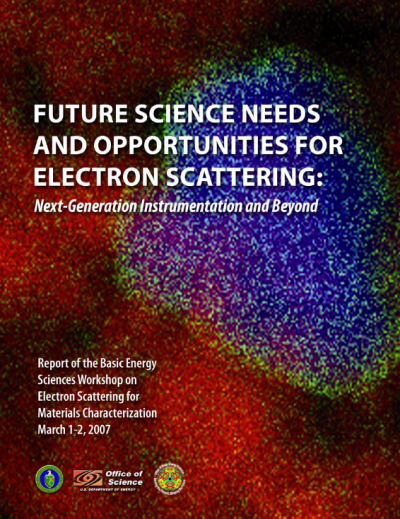 FUTURE SCIENCE NEEDS
AND OPPORTUNITIES FOR
ELECTRON SCATTERING:
Next-Generation Instrumentation and Beyond
Report of the Basic Energy
Sciences Workshop on
Electron Scattering for
Materials Characterization
March 1-2, 2007
Office of
Science
U.S. DEPARTMENT OF ENERGY